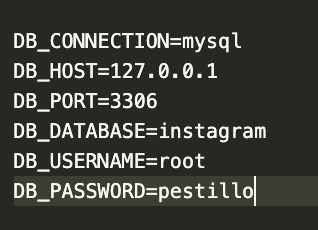 DB_CONNECTION=mysql
DB_HOST=127.0.0.1
DB_PORT=3306
DB_DATABASE=instagram
DB_USERNAME=root
DB_PASSWORD=pestillo